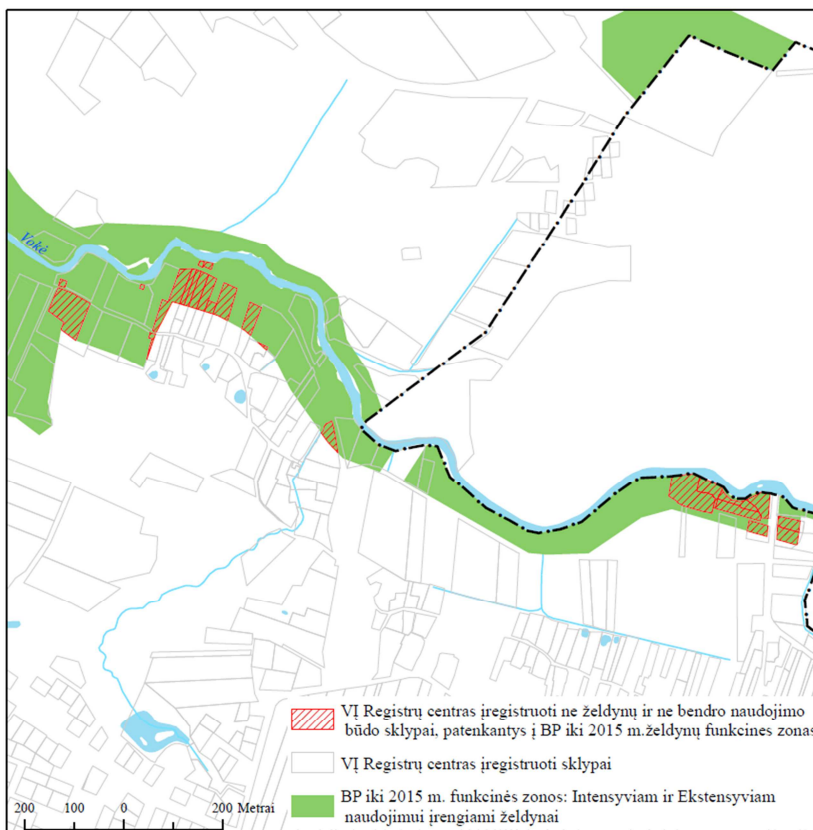 Vokė
VĮ Registrų centras įregistruoti ne želdynų ir ne bendro naudojimo
būdo sklypai, patenkantys į BP iki 2015 m.želdynų funkcines zonas
VĮ Registrų centras įregistruoti sklypai
BP iki 2015 m. funkcinės zonos: Intensyviam ir Ekstensyviam
naudojimui įrengiami želdynai
200 100 0 200 Metrai